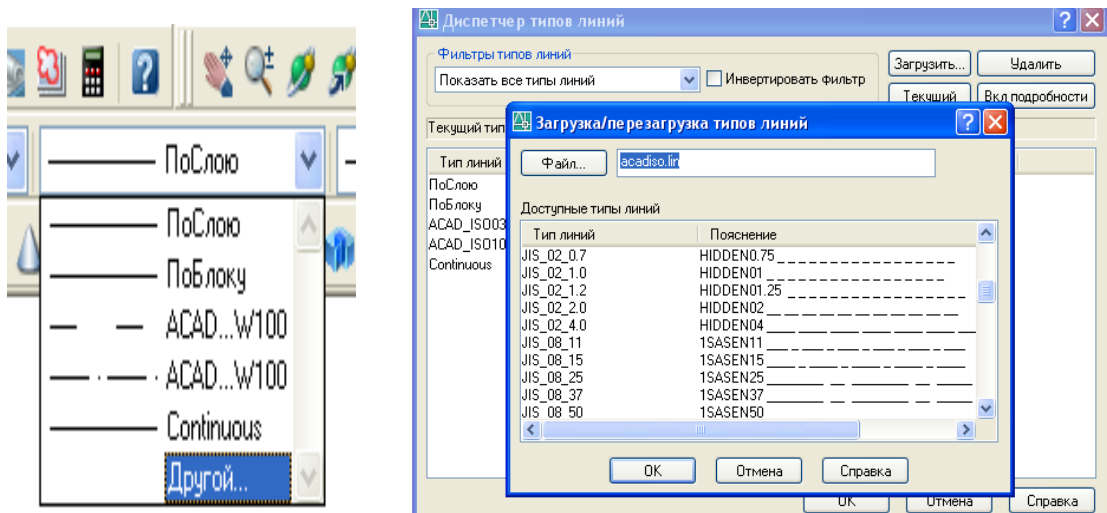 ПоСлою
ПоСлою
ПоБлоку
ACAD...W100
ACAD...W100
Continuous
Другой...
Диспетчер типов линий
Фильтры типов линий
Показать все типы линий
Инвертировать фильтр
Загрузить...
Удалить
Текущий
Вкл подробности
Текущий тип
Тип линий
ПоСлою
ПоБлоку
ACAD_ISO03
ACAD_ISO10
Continuous
Загрузка/перезагрузка типов линий
Файл...
acadiso.lin
Доступные типы линий
Тип линий Пояснение
JIS_02_0.7 HIDDEN0.75 _ _ _ _ _ _ _ _ _ _ _ _ _ _ _ _
JIS_02_1.0 HIDDEN01 _ _ _ _ _ _ _ _ _ _ _ _ _ _ _ _
JIS_02_1.2 HIDDEN01.25 _ _ _ _ _ _ _ _ _ _ _ _ _ _ _ _
JIS_02_2.0 HIDDEN02 _ _ _ _ _ _ _ _ _ _ _ _ _ _ _ _
JIS_02_4.0 HIDDEN04 _ _ _ _ _ _ _ _ _ _ _ _ _ _ _ _
JIS_08_11 1SASEN11
JIS_08_15 1SASEN15
JIS_08_25 1SASEN25
JIS_08_37 1SASEN37
JIS_08_50 1SASEN50
OK
Отмена
Справка
OK
Отмена
Справка